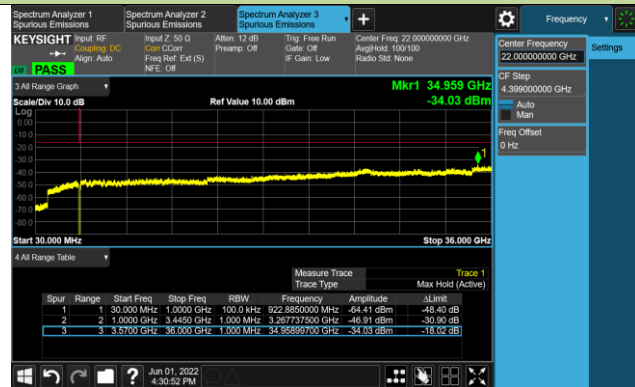 Spectrum Analyzer 1
Spurious Emissions
Spectrum Analyzer 2
Spurious Emissions
Spectrum Analyzer 3
Spurious Emissions
Frequency
KEYSIGHT
Input: RF
Coupling: DC
Align: Auto
Input Z: 50 Ω
Corr CCorr
Freq Ref: Ext (S)
NFE: Off
Atten: 12 dB
Preamp: Off
Trig: Free Run
Gate: Off
IF Gain: Low
Center Freq: 22.000000000 GHz
Avg|Hold: 100/100
Radio Std: None
PASS
Center Frequency
22.000000000 GHz
Settings
CF Step
4.399000000 GHz
Auto
Man
Freq Offset
0 Hz
3 All Range Graph
Mkr1 34.959 GHz
-34.03 dBm
Scale/Div 10.0 dB
Ref Value 10.00 dBm
Log
0.00
-10.0
-20.0
-30.0
-40.0
-50.0
-60.0
-70.0
-80.0
1
Start 30.000 MHz
Stop 36.000 GHz
4 All Range Table
Measure Trace Trace 1
Trace Type Max Hold (Active)
Spur Range Start Freq Stop Freq RBW Frequency Amplitude ΔLimit
1 1 30.000 MHz 1.0000 GHz 100.0 kHz 922.8850000 MHz -64.41 dBm -48.40 dB
2 2 1.0000 GHz 3.4450 GHz 1.000 MHz 3.267737500 GHz -46.91 dBm -30.90 dB
3 3 3.5700 GHz 36.000 GHz 1.000 MHz 34.95899700 GHz -34.03 dBm -18.02 dB
Jun 01, 2022
4:30:52 PM